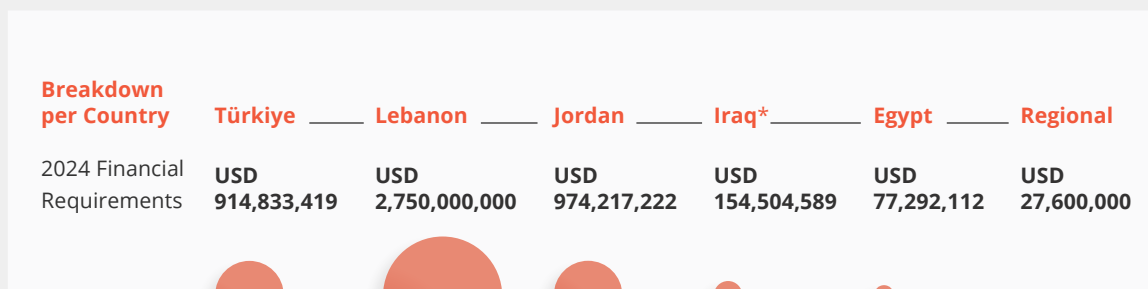 Breakdown
per Country
Türkiye
Lebanon
Jordan
Iraq*
Egypt
Regional
2024 Financial
Requirements
USD
914,833,419
USD
2,750,000,000
USD
974,217,222
USD
154,504,589
USD
77,292,112
USD
27,600,000